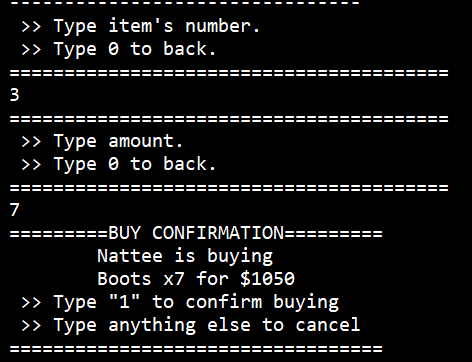 --------------------------------
>> Type item's number.
>> Type 0 to back.
========================================
3
========================================
>> Type amount.
>> Type 0 to back.
========================================
7
=========BUY CONFIRMATION=========
Nattee is buying
Boots x7 for $1050
>> Type "1" to confirm buying
>> Type anything else to cancel
==================================